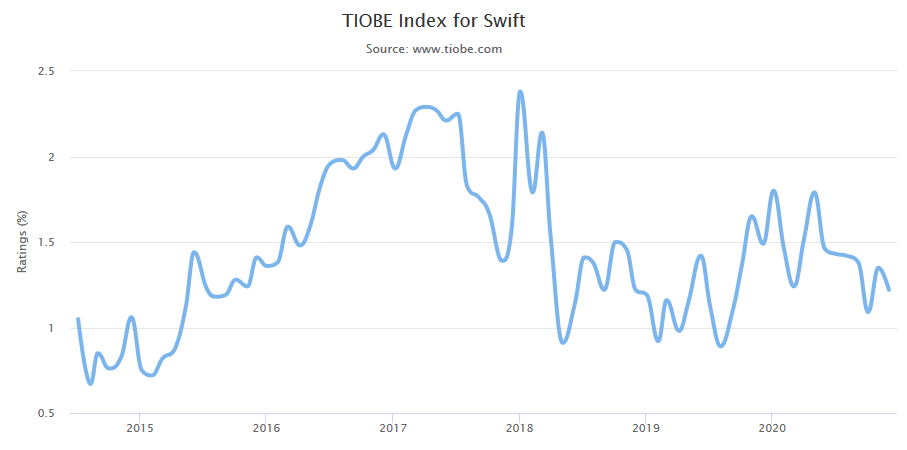 TIOBE Index for Swift
Source: www.tiobe.com
Ratings (%)
2.5
2
1.5
1
0.5
2015 2016 2017 2018 2019 2020